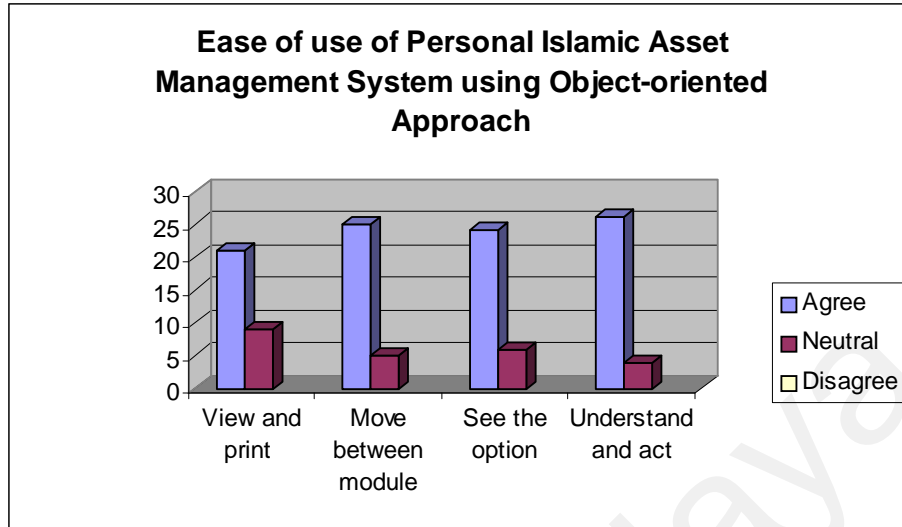 Ease of use of Personal Islamic Asset
Management System using Object-oriented
Approach
30
25
20
15
10
5
0
View and
print
Move
between
module
See the
option
Understand
and act
Agree
Neutral
Disagree